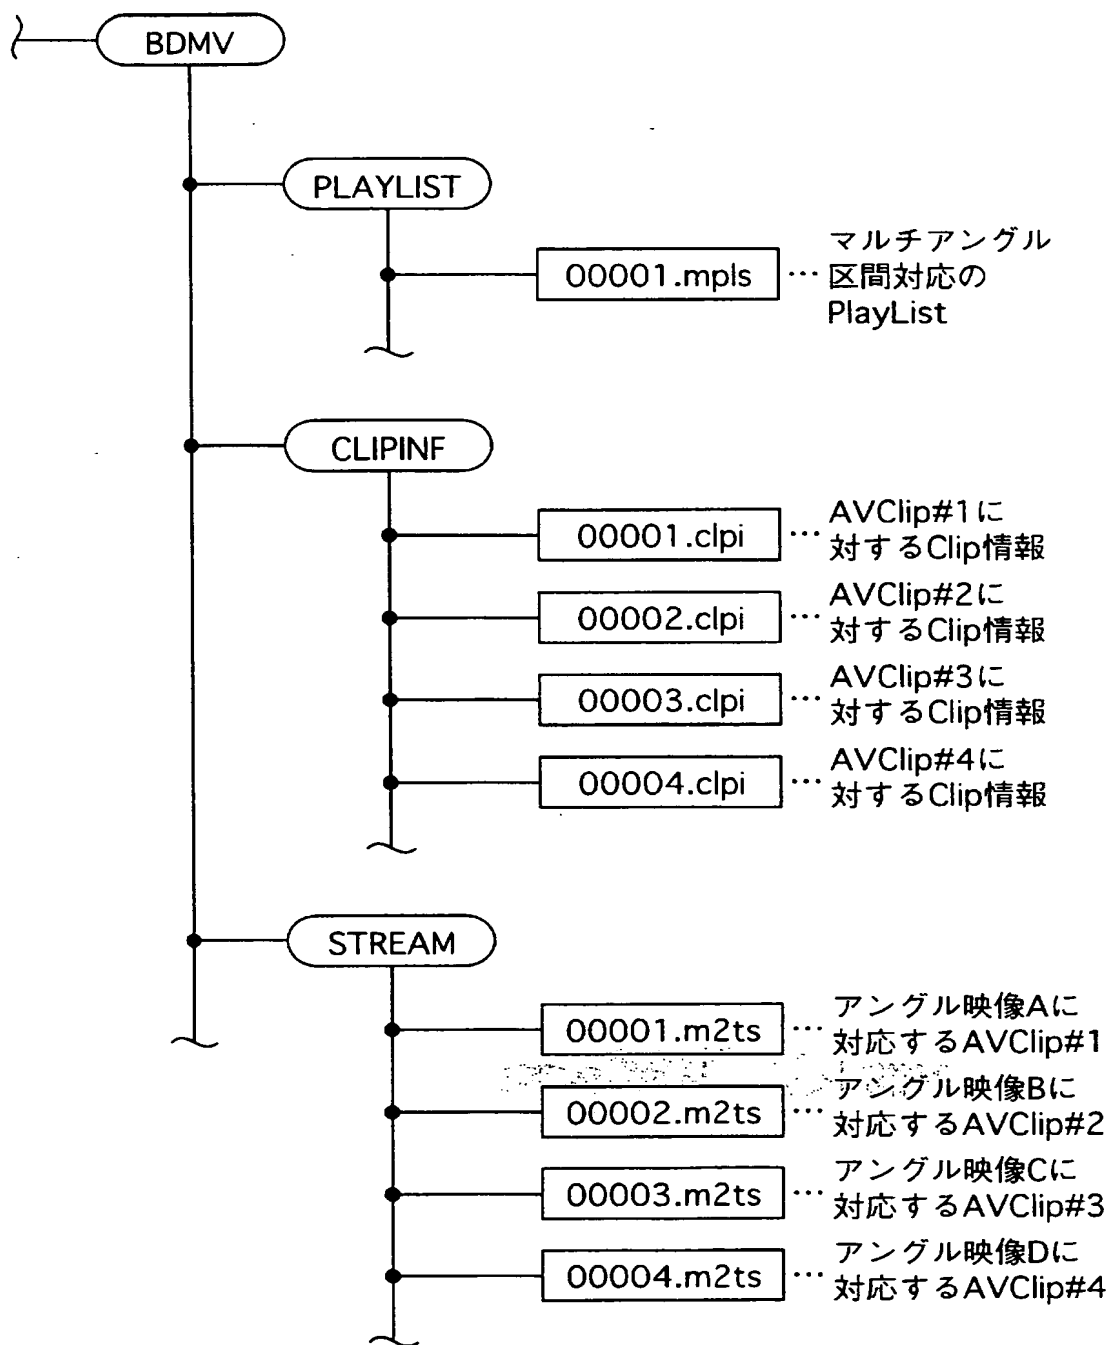 BDMV
PLAYLIST
00001.mpls
… マルチアングル
区間対応の
PlayList
CLIPINF
00001.clpi
… AVClip#1に
対するClip情報
00002.clpi
… AVClip#2に
対するClip情報
00003.clpi
… AVClip#3に
対するClip情報
00004.clpi
… AVClip#4に
対するClip情報
STREAM
00001.m2ts
… アングル映像Aに
対応するAVClip#1
00002.m2ts
… アングル映像Bに
対応するAVClip#2
00003.m2ts
… アングル映像Cに
対応するAVClip#3
00004.m2ts
… アングル映像Dに
対応するAVClip#4